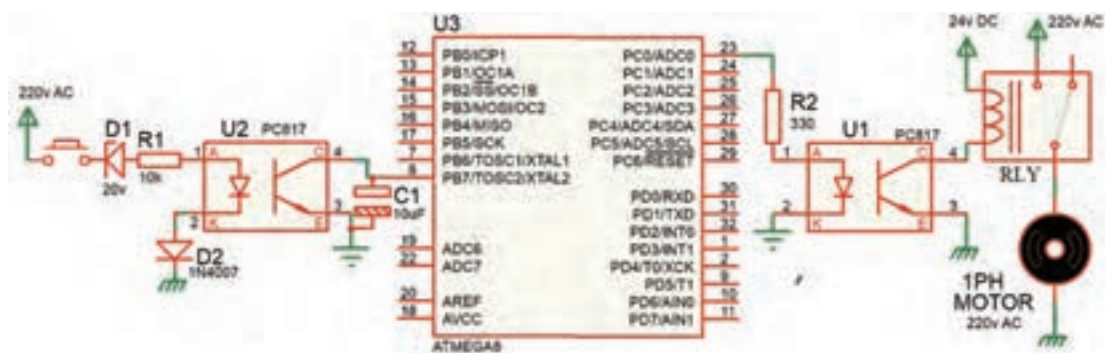 220v AC
D1
20v
R1
10k
U2
PC817
1
A
2
K
C
4
E
3
D2
1N4007
C1
10uF
U3
12
PB0/ICP1
13
PB1/OC1A
14
PB2/SS/OC1B
15
PB3/MOSI/OC2
16
PB4/MISO
17
PB5/SCK
7
PB6/TOSC1/XTAL1
8
PB7/TOSC2/XTAL2
19
ADC6
22
ADC7
20
AREF
18
AVCC
PC0/ADC0
23
PC1/ADC1
24
PC2/ADC2
25
PC3/ADC3
26
PC4/ADC4/SDA
27
PC5/ADC5/SCL
28
PC6/RESET
29
PD0/RXD
30
PD1/TXD
31
PD2/INT0
32
PD3/INT1
1
PD4/T0/XCK
2
PD5/T1
9
PD6/AIN0
10
PD7/AIN1
11
ATMEGA8
R2
330
U1
PC817
1
A
2
K
C
4
E
3
24v DC
220v AC
RLY
1PH
MOTOR
220v AC